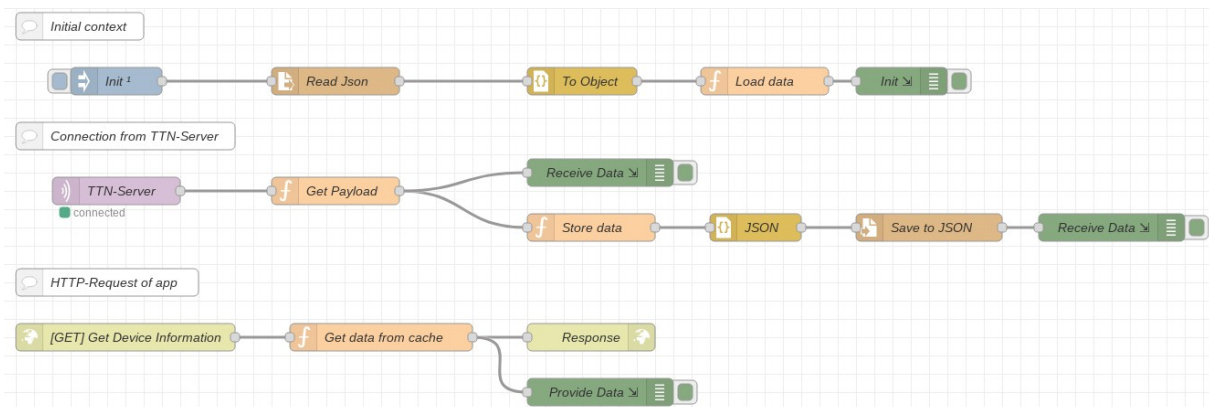 Initial context
Init ¹ Read Json To Object Load data Init ⇲
Connection from TTN-Server
Receive Data ⇲
TTN-Server Get Payload
connected
Store data JSON Save to JSON Receive Data ⇲
HTTP-Request of app
[GET] Get Device Information Get data from cache Response
Provide Data ⇲